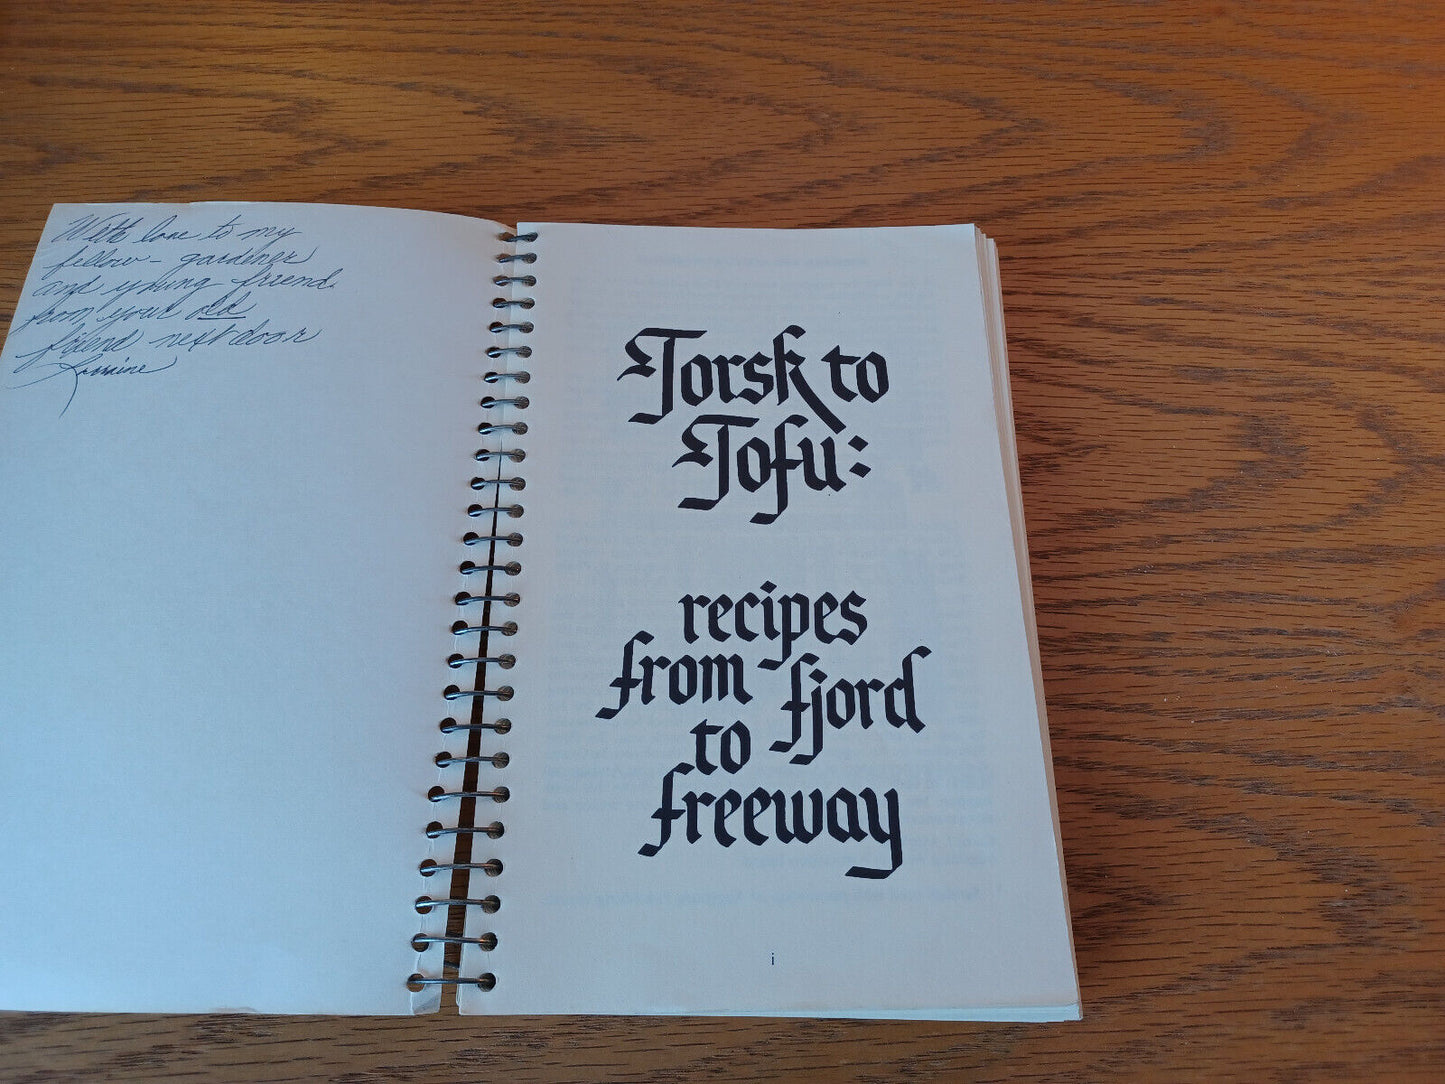 With love to my
fellow - gardener
and young friend
from your old
friend next door
Lorraine
Torsk to
Tofu:
recipes
from fjord
to
freeway
i